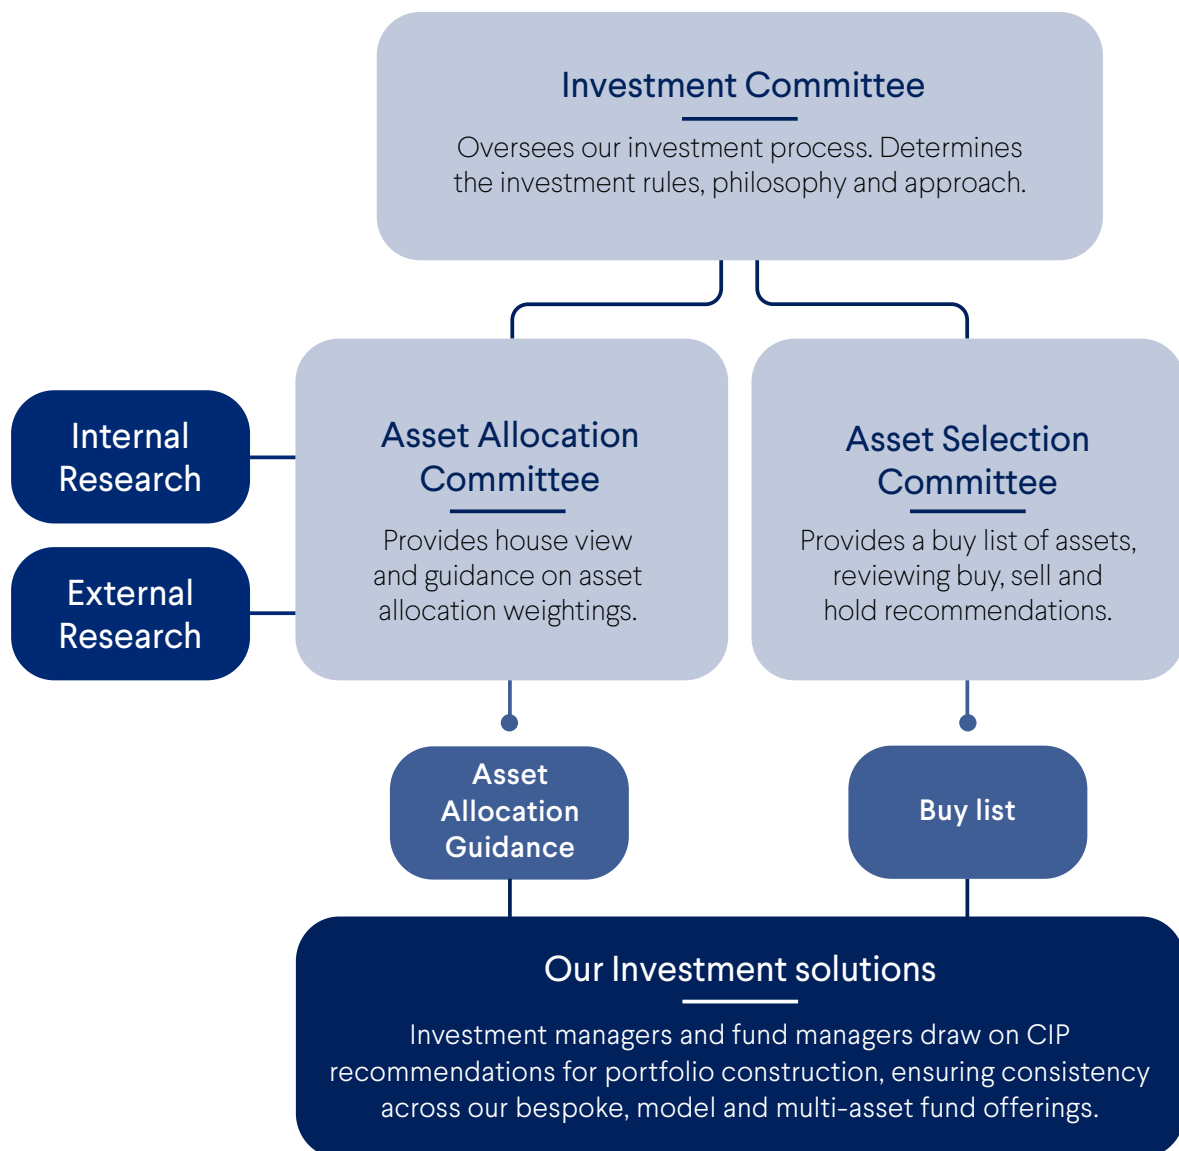 Investment Committee
Oversees our investment process. Determines
the investment rules, philosophy and approach.
Internal
Research
External
Research
Asset Allocation
Committee
Provides house view
and guidance on asset
allocation weightings.
Asset Selection
Committee
Provides a buy list of assets,
reviewing buy, sell and
hold recommendations.
Asset
Allocation
Guidance
Buy list
Our Investment solutions
Investment managers and fund managers draw on CIP
recommendations for portfolio construction, ensuring consistency
across our bespoke, model and multi-asset fund offerings.